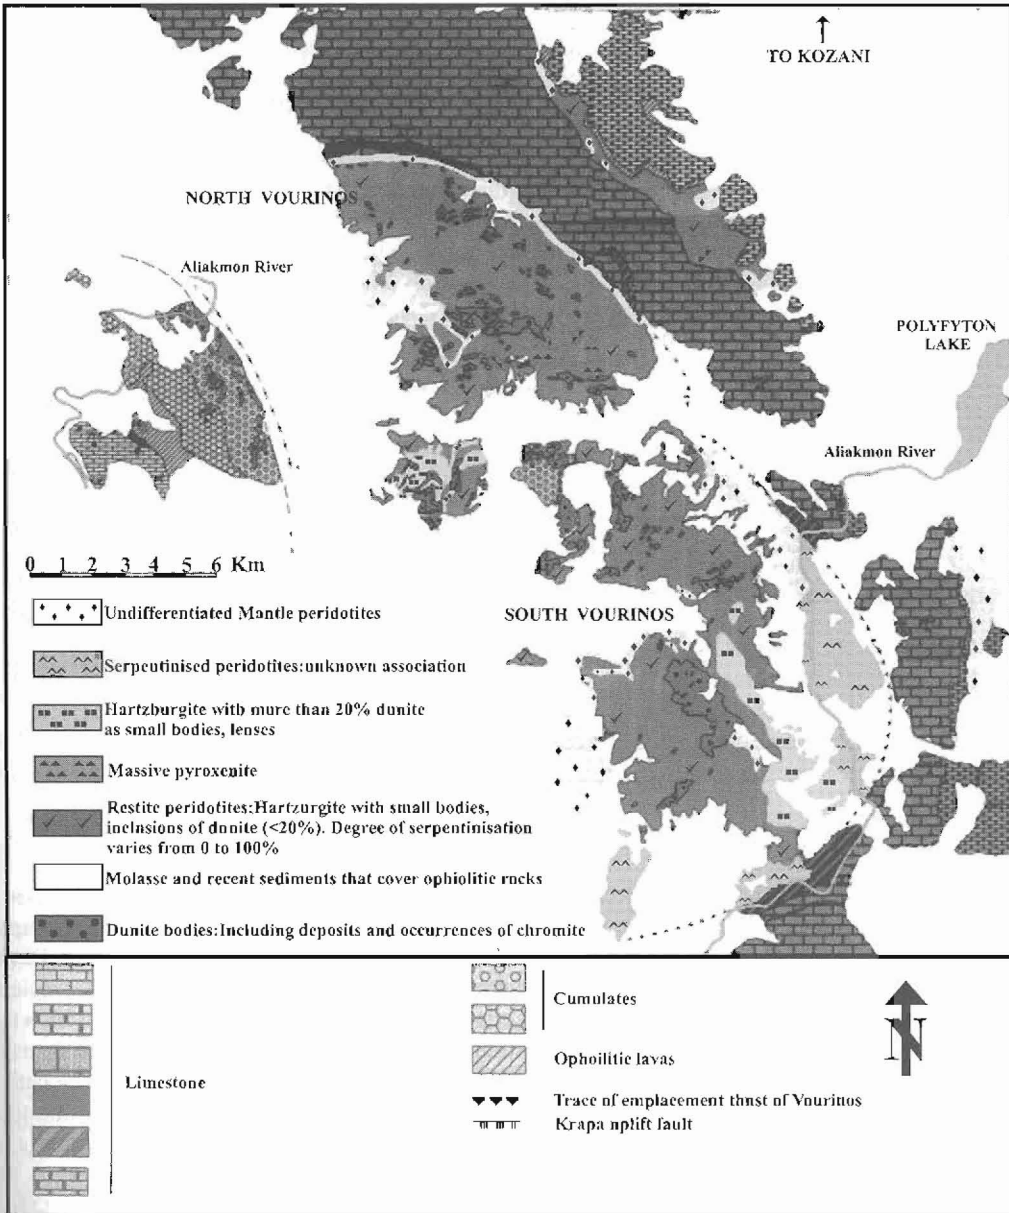 TO KOZANI
NORTH VOURINOS
Aliakmon River
POLYFYTON
LAKE
Aliakmon River
0 1 2 3 4 5 6 Km
SOUTH VOURINOS
Undifferentiated Mantle peridotites
Serpeutinised peridotites:unknown association
Hartzburgite with more than 20% dunite
as small bodies, lenses
Massive pyroxenite
Restite peridotites:Hartzurgite with small bodies,
inclusions of dunite (<20%). Degree of serpentinisation
varies from 0 to 100%
Molasse and recent sediments that cover ophiolitic rocks
Dunite bodies:Including deposits and occurrences of chromite
Limestone
Cumulates
Ophoilitic lavas
Trace of emplacement thrust of Vourinos
Krapa uplift fault
N